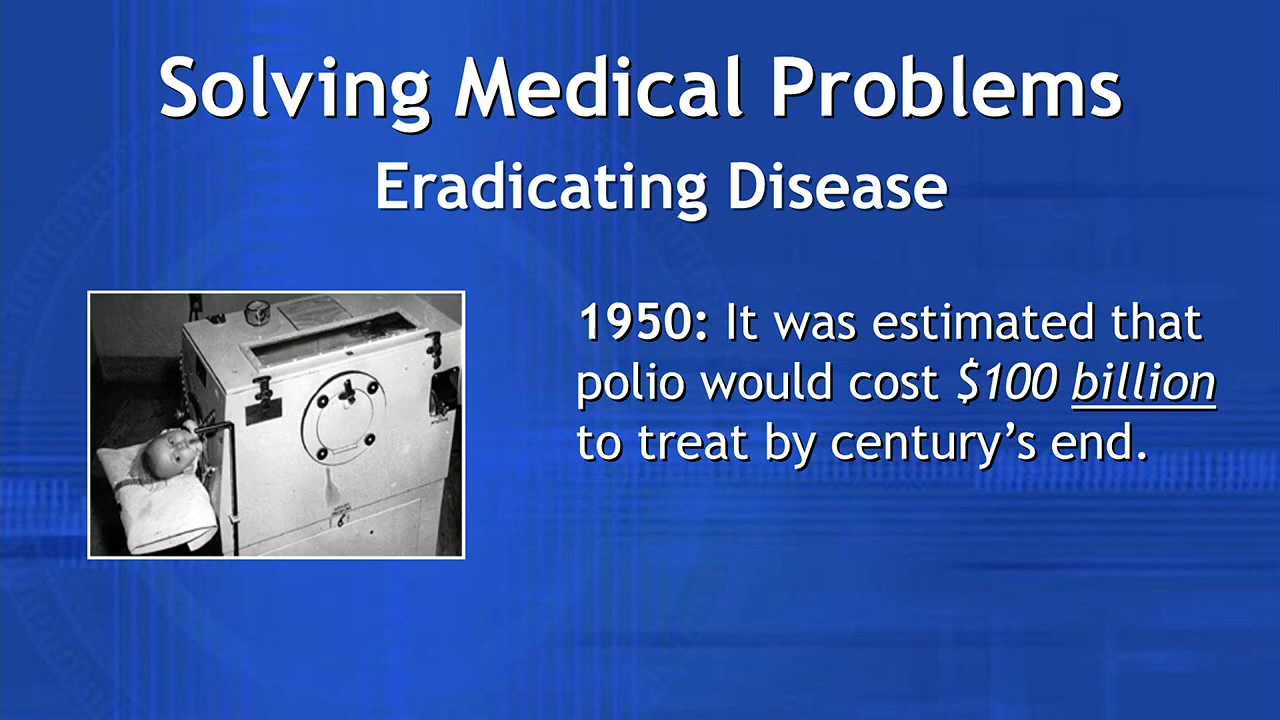 Solving Medical Problems
Eradicating Disease
1950: It was estimated that
polio would cost $100 billion
to treat by century’s end.